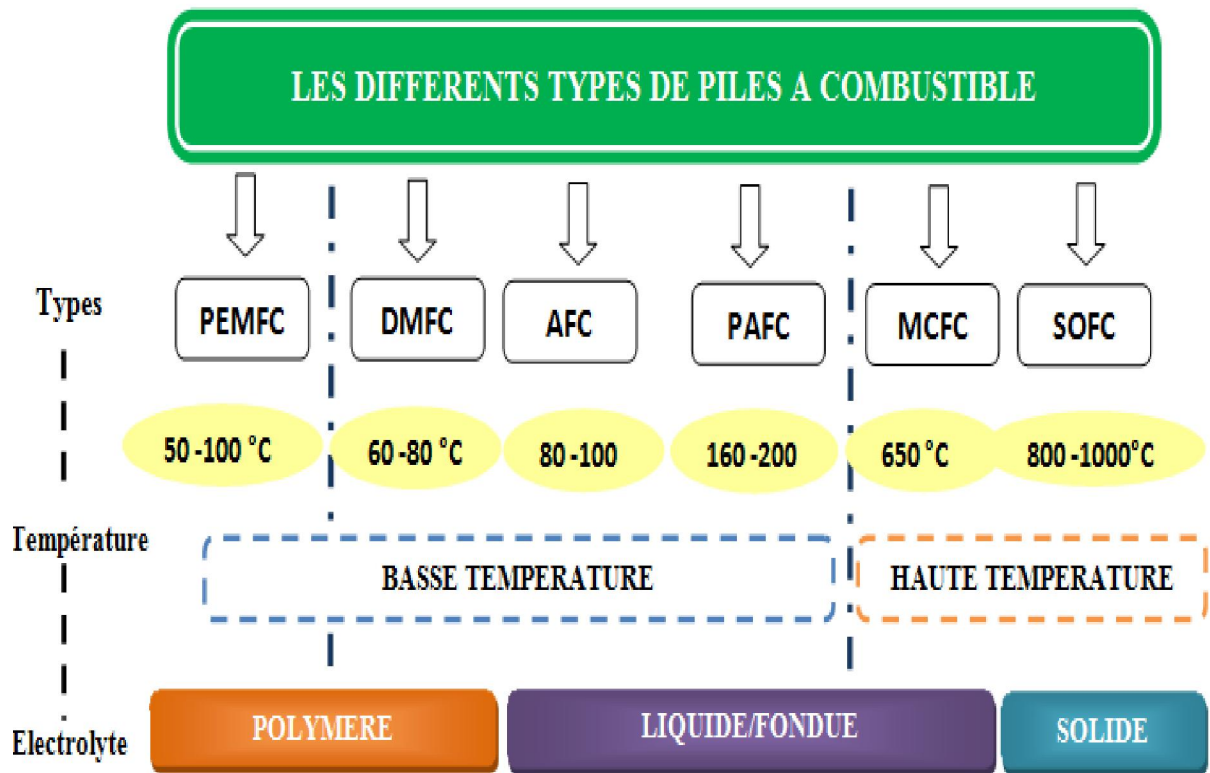 LES DIFFERENTS TYPES DE PILES A COMBUSTIBLE
Types
PEMFC
DMFC
AFC
PAFC
MCFC
SOFC
50 -100 °C
60 -80 °C
80 -100
160 -200
650 °C
800 -1000°C
Température
BASSE TEMPERATURE
HAUTE TEMPERATURE
Electrolyte
POLYMERE
LIQUIDE/FONDUE
SOLIDE